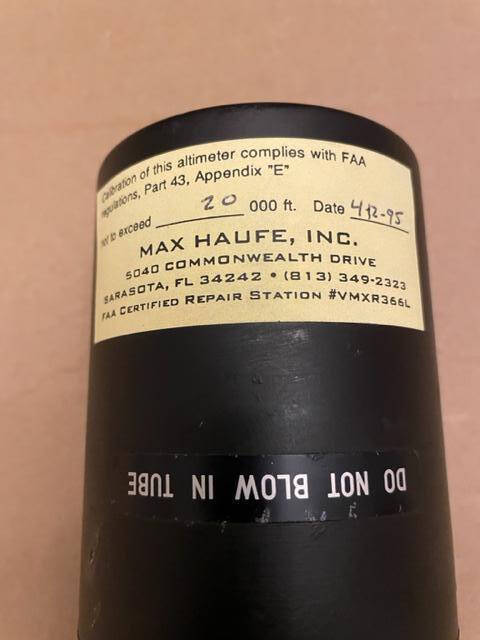 Calibration of this altimeter complies with FAA
regulations, Part 43, Appendix "E"
not to exceed 20 000 ft. Date 4-12-95
MAX HAUFE, INC.
5040 COMMONWEALTH DRIVE
SARASOTA, FL 34242 • (813) 349-2323
FAA CERTIFIED REPAIR STATION #VMXR366L
DO NOT BLOW IN TUBE